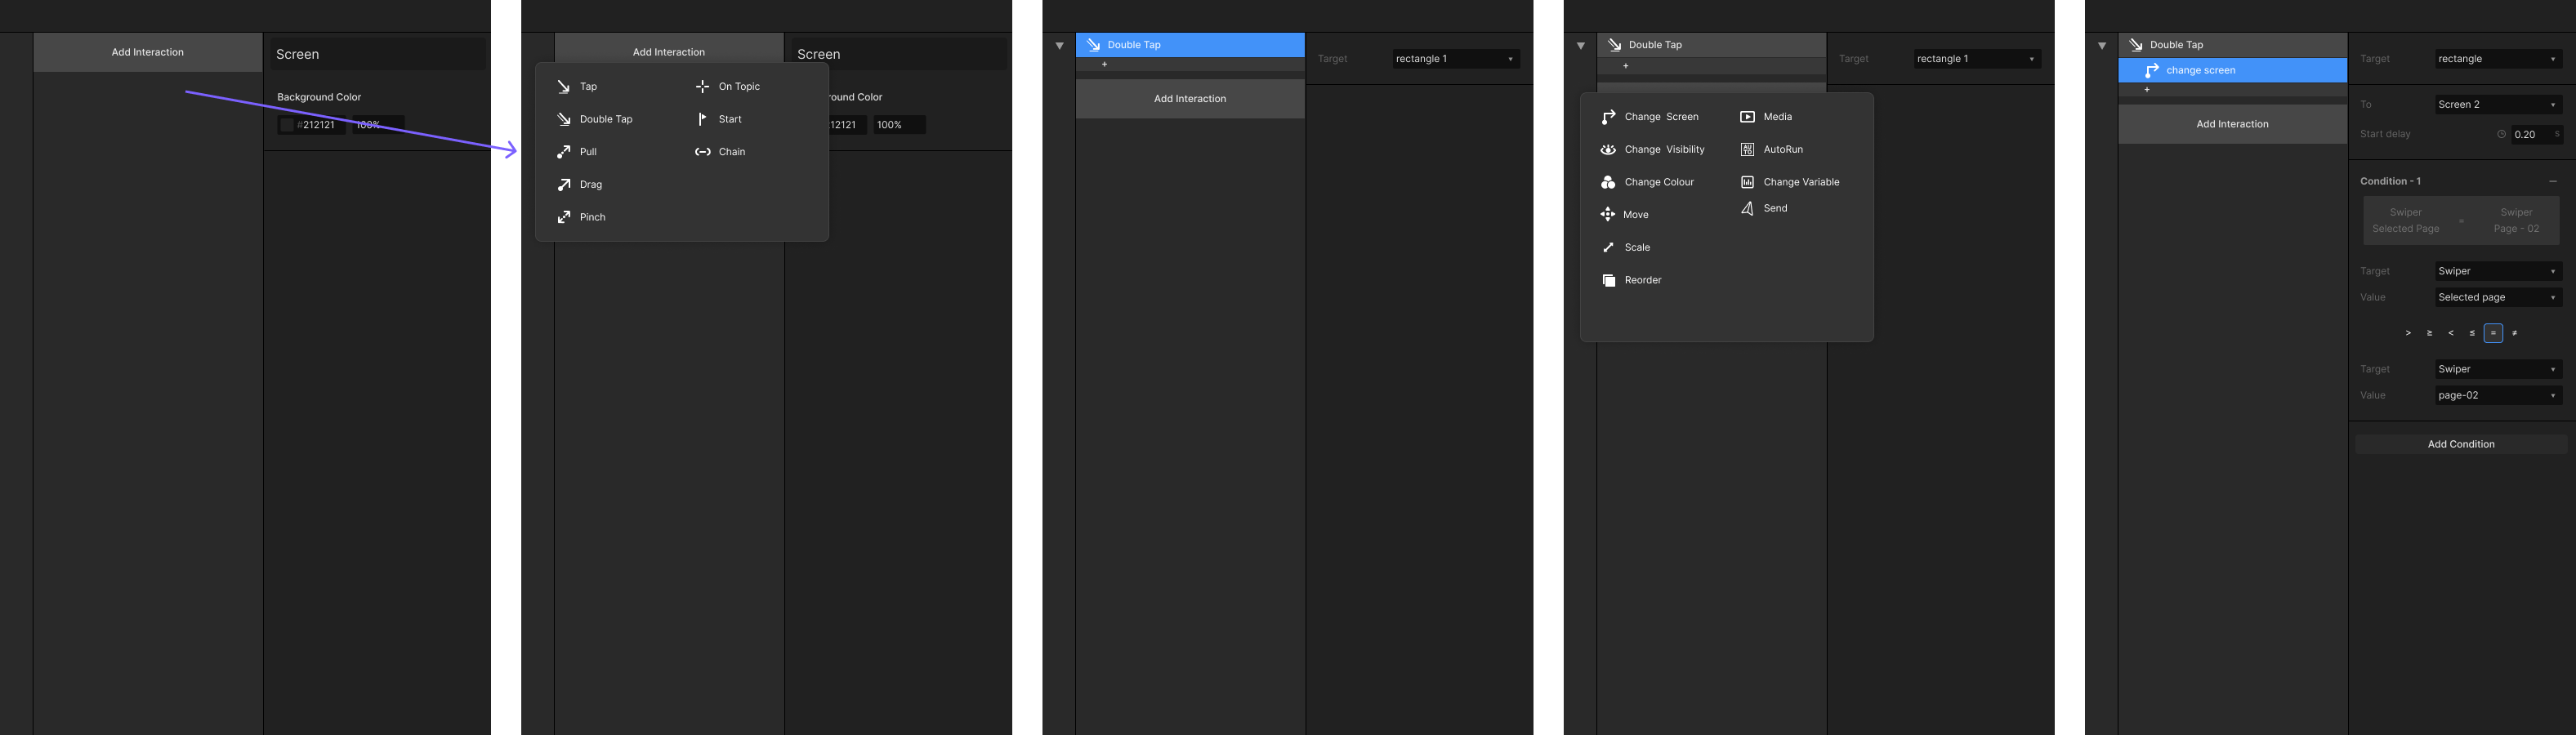 Add Interaction
Screen
Background Color
#212121 100%
Add Interaction
Screen
Tap
On Topic
Double Tap
Start
Pull
Chain
Drag
Pinch
round Color
212121 100%
Double Tap
+
Add Interaction
Target rectangle 1
Double Tap
+
Target rectangle 1
Change Screen
Media
Change Visibility
AUTO
AutoRun
Change Colour
Change Variable
Move
Send
Scale
Reorder
Double Tap
change screen
+
Add Interaction
Target rectangle
To Screen 2
Start delay 0.20 s
Condition - 1
Swiper Swiper
Selected Page = Page - 02
Target Swiper
Value Selected page
> ≥ < ≤ = ≠
Target Swiper
Value page-02
Add Condition